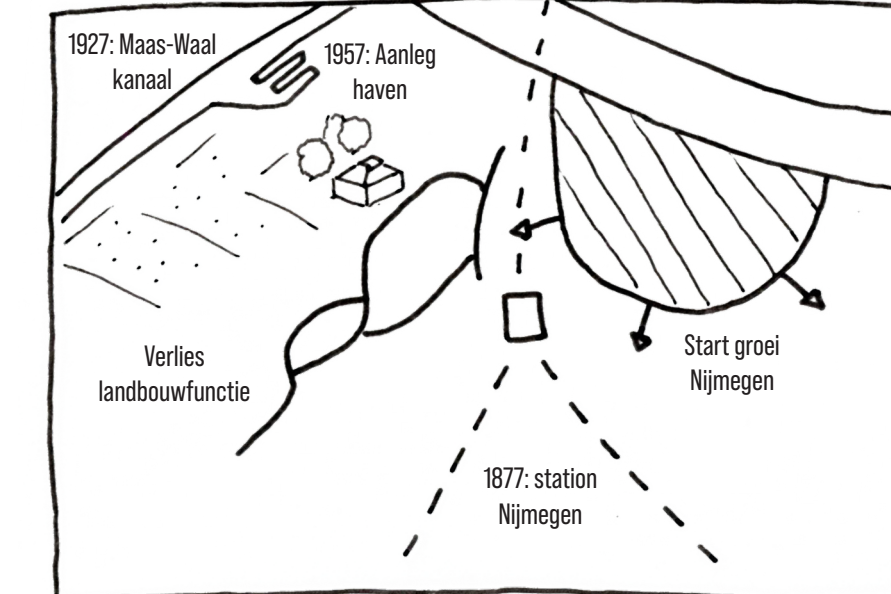 1927: Maas-Waal
kanaal
1957: Aanleg
haven
Verlies
landbouwfunctie
Start groei
Nijmegen
1877: station
Nijmegen